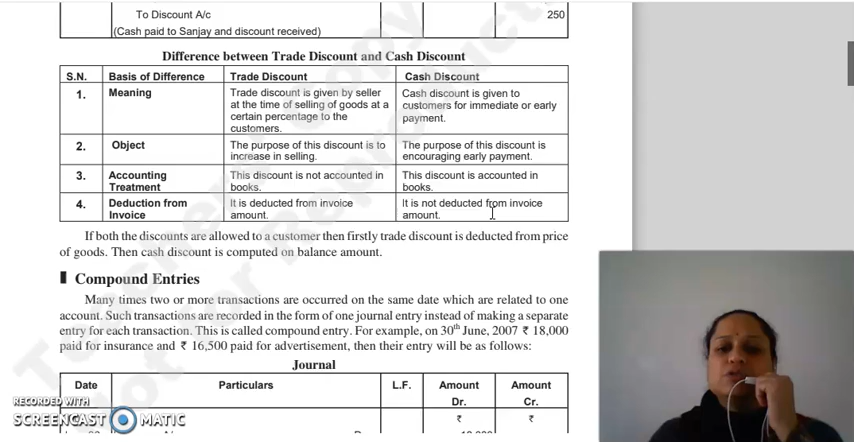 To Discount A/c 250
(Cash paid to Sanjay and discount received)
Difference between Trade Discount and Cash Discount
S.N. Basis of Difference Trade Discount Cash Discount
1. Meaning Trade discount is given by seller Cash discount is given to
at the time of selling of goods at a customers for immediate or early
certain percentage to the payment.
customers.
2. Object The purpose of this discount is to The purpose of this discount is
increase in selling. encouraging early payment.
3. Accounting This discount is not accounted in This discount is accounted in
Treatment books. books.
4. Deduction from It is deducted from invoice It is not deducted from invoice
Invoice amount. amount.
If both the discounts are allowed to a customer then firstly trade discount is deducted from price
of goods. Then cash discount is computed on balance amount.
Compound Entries
Many times two or more transactions are occurred on the same date which are related to one
account. Such transactions are recorded in the form of one journal entry instead of making a separate
entry for each transaction. This is called compound entry. For example, on 30th June, 2007 ₹ 18,000
paid for insurance and ₹ 16,500 paid for advertisement, then their entry will be as follows:
Journal
Date Particulars L.F. Amount Amount
Dr. Cr.
₹ ₹
RECORDED WITH
SCREENCAST MATIC